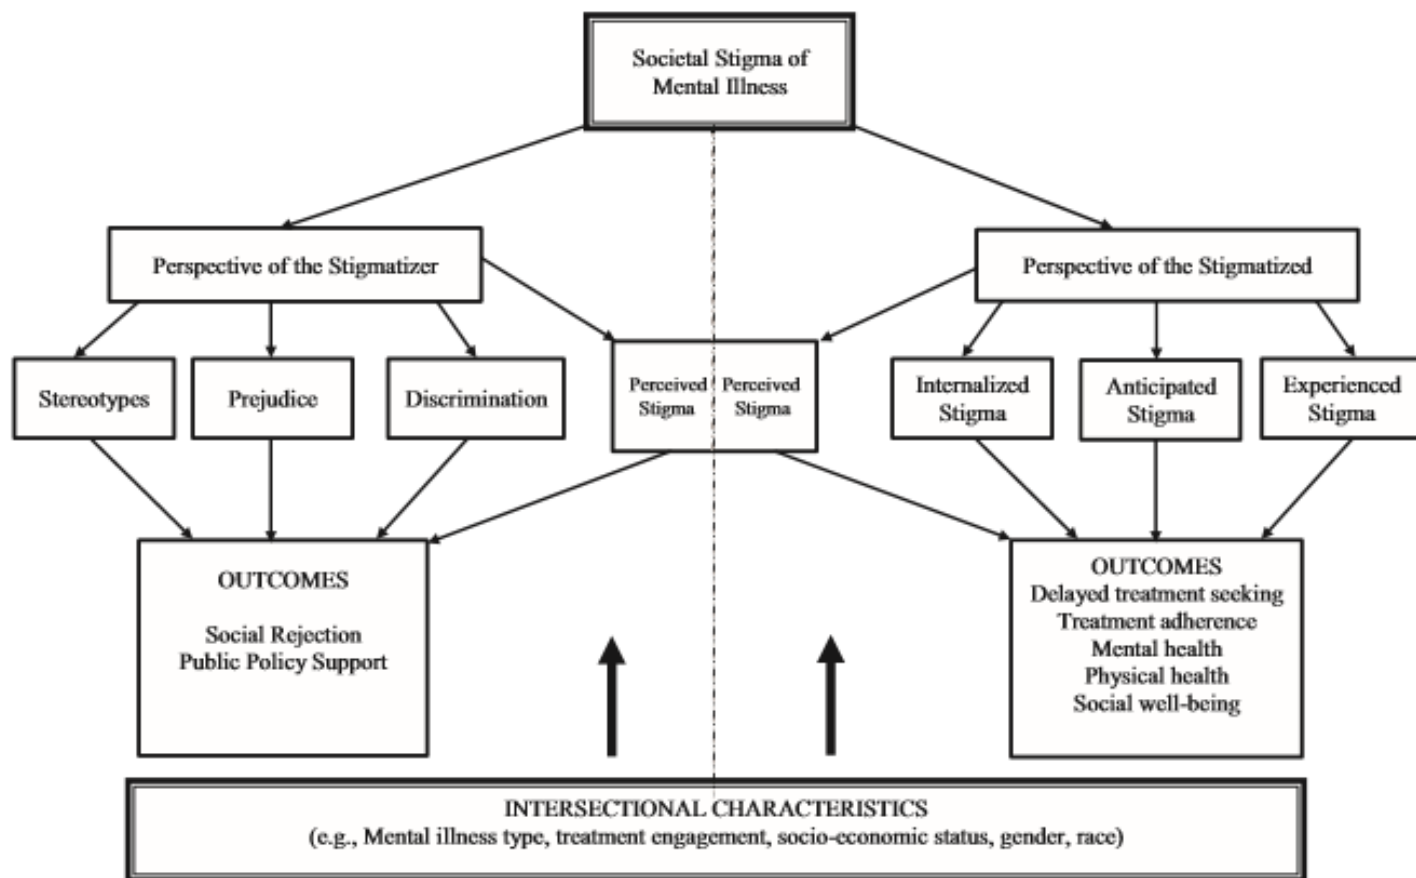 Societal Stigma of
Mental Illness
Perspective of the Stigmatizer
Perspective of the Stigmatized
Stereotypes
Prejudice
Discrimination
Perceived
Stigma
Perceived
Stigma
Internalized
Stigma
Anticipated
Stigma
Experienced
Stigma
OUTCOMES
Social Rejection
Public Policy Support
OUTCOMES
Delayed treatment seeking
Treatment adherence
Mental health
Physical health
Social well-being
INTERSECTIONAL CHARACTERISTICS
(e.g., Mental illness type, treatment engagement, socio-economic status, gender, race)